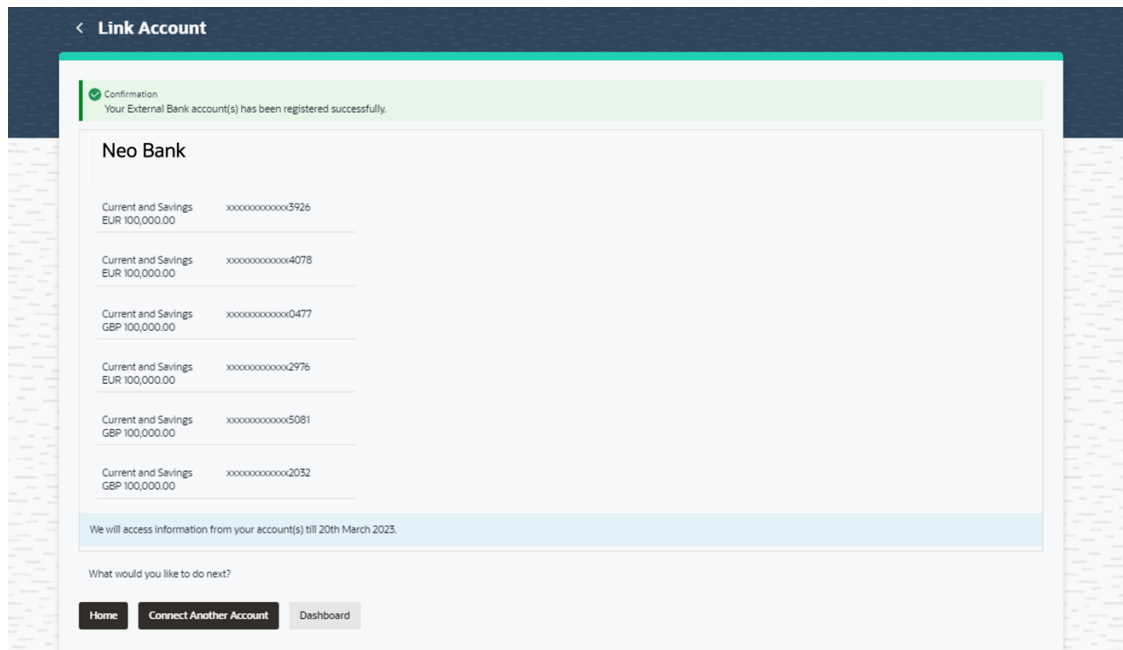 Link Account
Confirmation
Your External Bank account(s) has been registered successfully.
Neo Bank
Current and Savings xxxxxxxxxxxx3926
EUR 100,000.00
Current and Savings xxxxxxxxxxxx4078
EUR 100,000.00
Current and Savings xxxxxxxxxxxx0477
GBP 100,000.00
Current and Savings xxxxxxxxxxxx2976
EUR 100,000.00
Current and Savings xxxxxxxxxxxx5081
GBP 100,000.00
Current and Savings xxxxxxxxxxxx2032
GBP 100,000.00
We will access information from your account(s) till 20th March 2023.
What would you like to do next?
Home Connect Another Account Dashboard